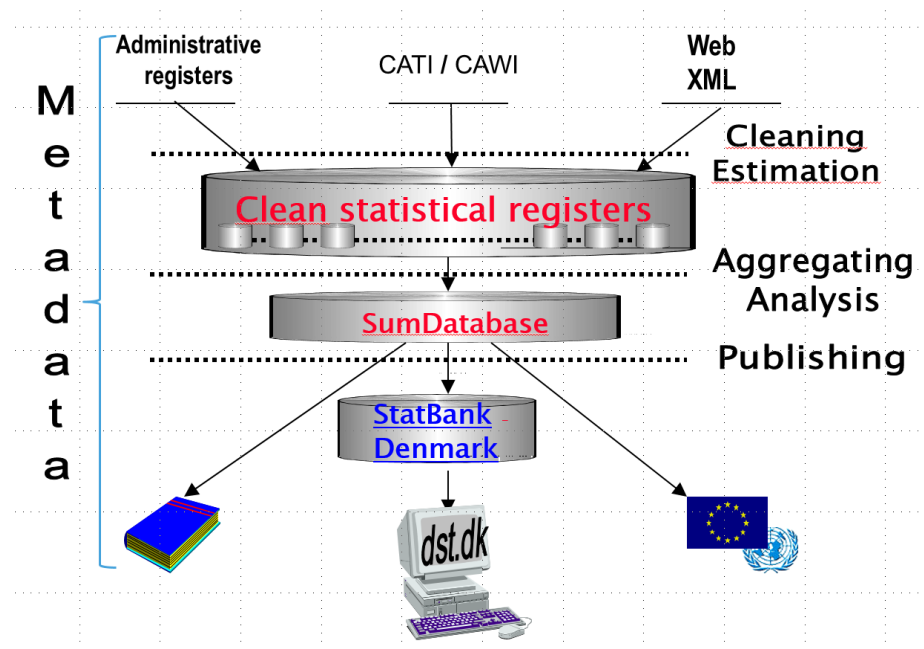 Metadata
Administrative
registers
CATI / CAWI
Web
XML
Cleaning
Estimation
Clean statistical registers
Aggregating
Analysis
SumDatabase
Publishing
StatBank
Denmark
dst.dk